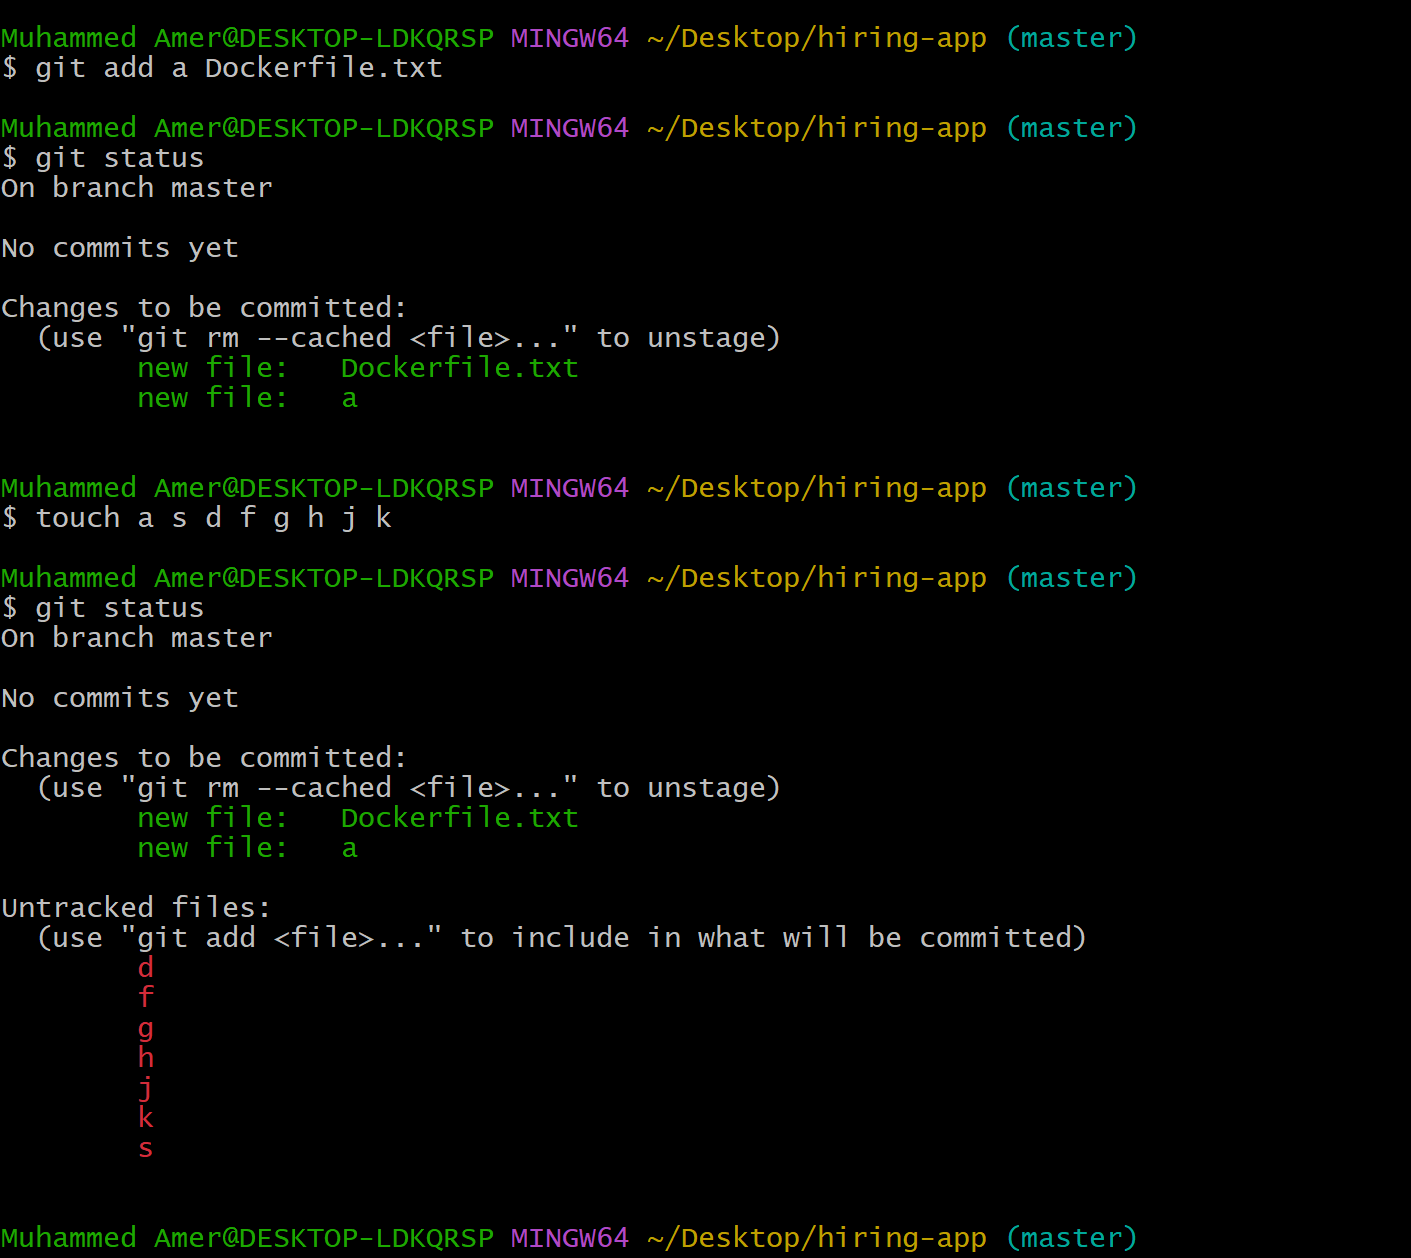 Muhammed Amer@DESKTOP-LDKQRSP MINGW64 ~/Desktop/hiring-app (master)
$ git add a Dockerfile.txt
Muhammed Amer@DESKTOP-LDKQRSP MINGW64 ~/Desktop/hiring-app (master)
$ git status
On branch master
No commits yet
Changes to be committed:
  (use "git rm --cached <file>..." to unstage)
        new file:   Dockerfile.txt
        new file:   a
Muhammed Amer@DESKTOP-LDKQRSP MINGW64 ~/Desktop/hiring-app (master)
$ touch a s d f g h j k
Muhammed Amer@DESKTOP-LDKQRSP MINGW64 ~/Desktop/hiring-app (master)
$ git status
On branch master
No commits yet
Changes to be committed:
  (use "git rm --cached <file>..." to unstage)
        new file:   Dockerfile.txt
        new file:   a
Untracked files:
  (use "git add <file>..." to include in what will be committed)
        d
        f
        g
        h
        j
        k
        s
Muhammed Amer@DESKTOP-LDKQRSP MINGW64 ~/Desktop/hiring-app (master)